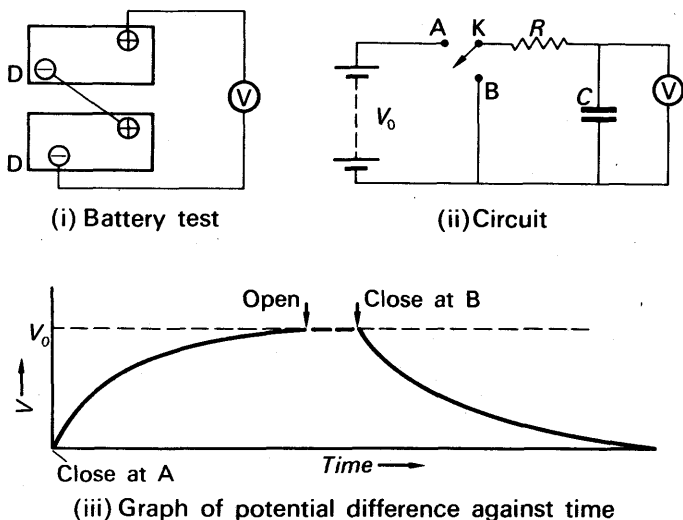 D
D
V
(i) Battery test
A K R
B
V₀
C
V
(ii) Circuit
Open Close at B
V₀
V
Close at A
Time
(iii) Graph of potential difference against time